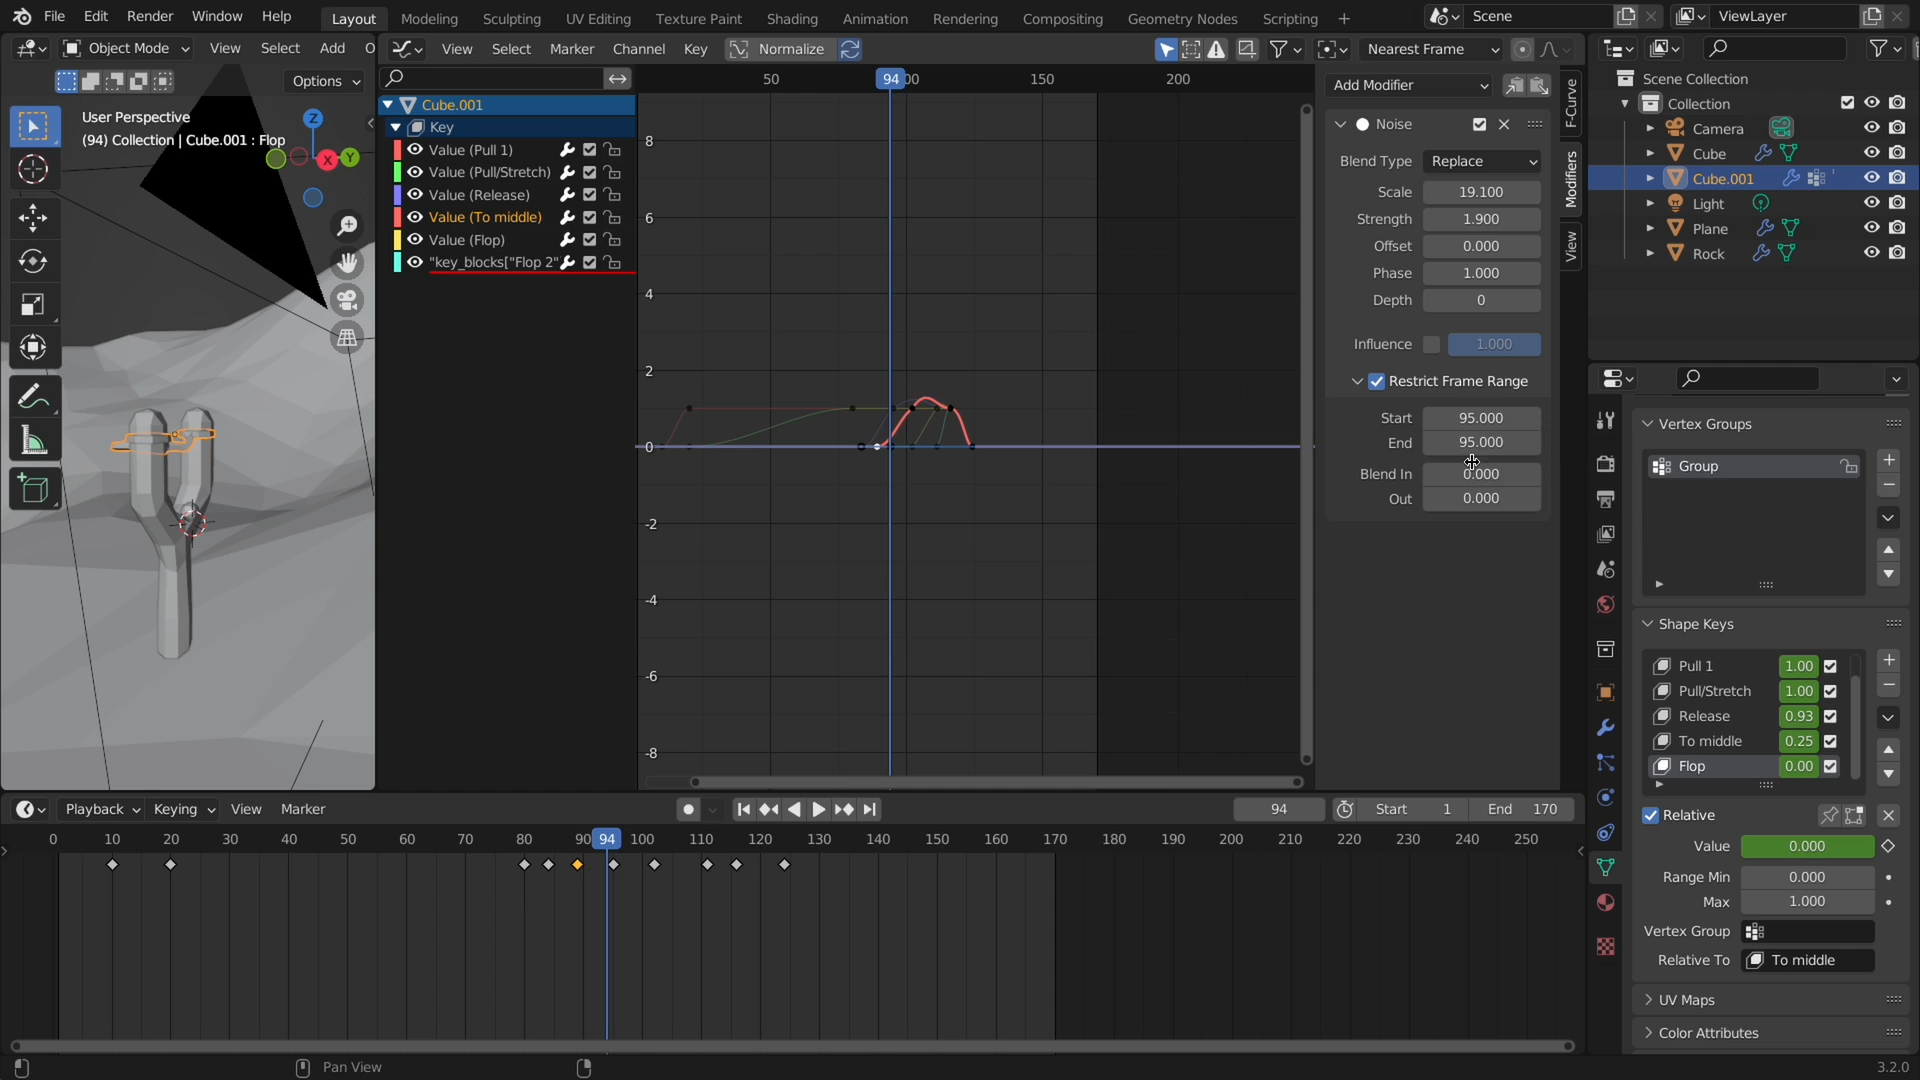 File Edit Render Window Help Layout Modeling Sculpting UV Editing Texture Paint Shading Animation Rendering Compositing Geometry Nodes Scripting + Scene ViewLayer
Object Mode View Select Add O
View Select Marker Channel Key Normalize Nearest Frame
Options
User Perspective
(94) Collection | Cube.001 : Flop
Z
X
Y
Cube.001
Key
Value (Pull 1)
Value (Pull/Stretch)
Value (Release)
Value (To middle)
Value (Flop)
"key_blocks["Flop 2"
50 94 00 150 200
8
6
4
2
0
-2
-4
-6
-8
Add Modifier
Noise
Blend Type Replace
Scale 19.100
Strength 1.900
Offset 0.000
Phase 1.000
Depth 0
Influence 1.000
Restrict Frame Range
Start 95.000
End 95.000
Blend In 0.000
Out 0.000
F-Curve
Modifiers
View
Scene Collection
Collection
Camera
Cube
Cube.001
Light
Plane
Rock
Vertex Groups
Group
Shape Keys
Pull 1 1.00
Pull/Stretch 1.00
Release 0.93
To middle 0.25
Flop 0.00
Relative
Value 0.000
Range Min 0.000
Max 1.000
Vertex Group
Relative To To middle
UV Maps
Color Attributes
Playback Keying View Marker 94 Start 1 End 170
0 10 20 30 40 50 60 70 80 90 94 100 110 120 130 140 150 160 170 180 190 200 210 220 230 240 250
Pan View 3.2.0